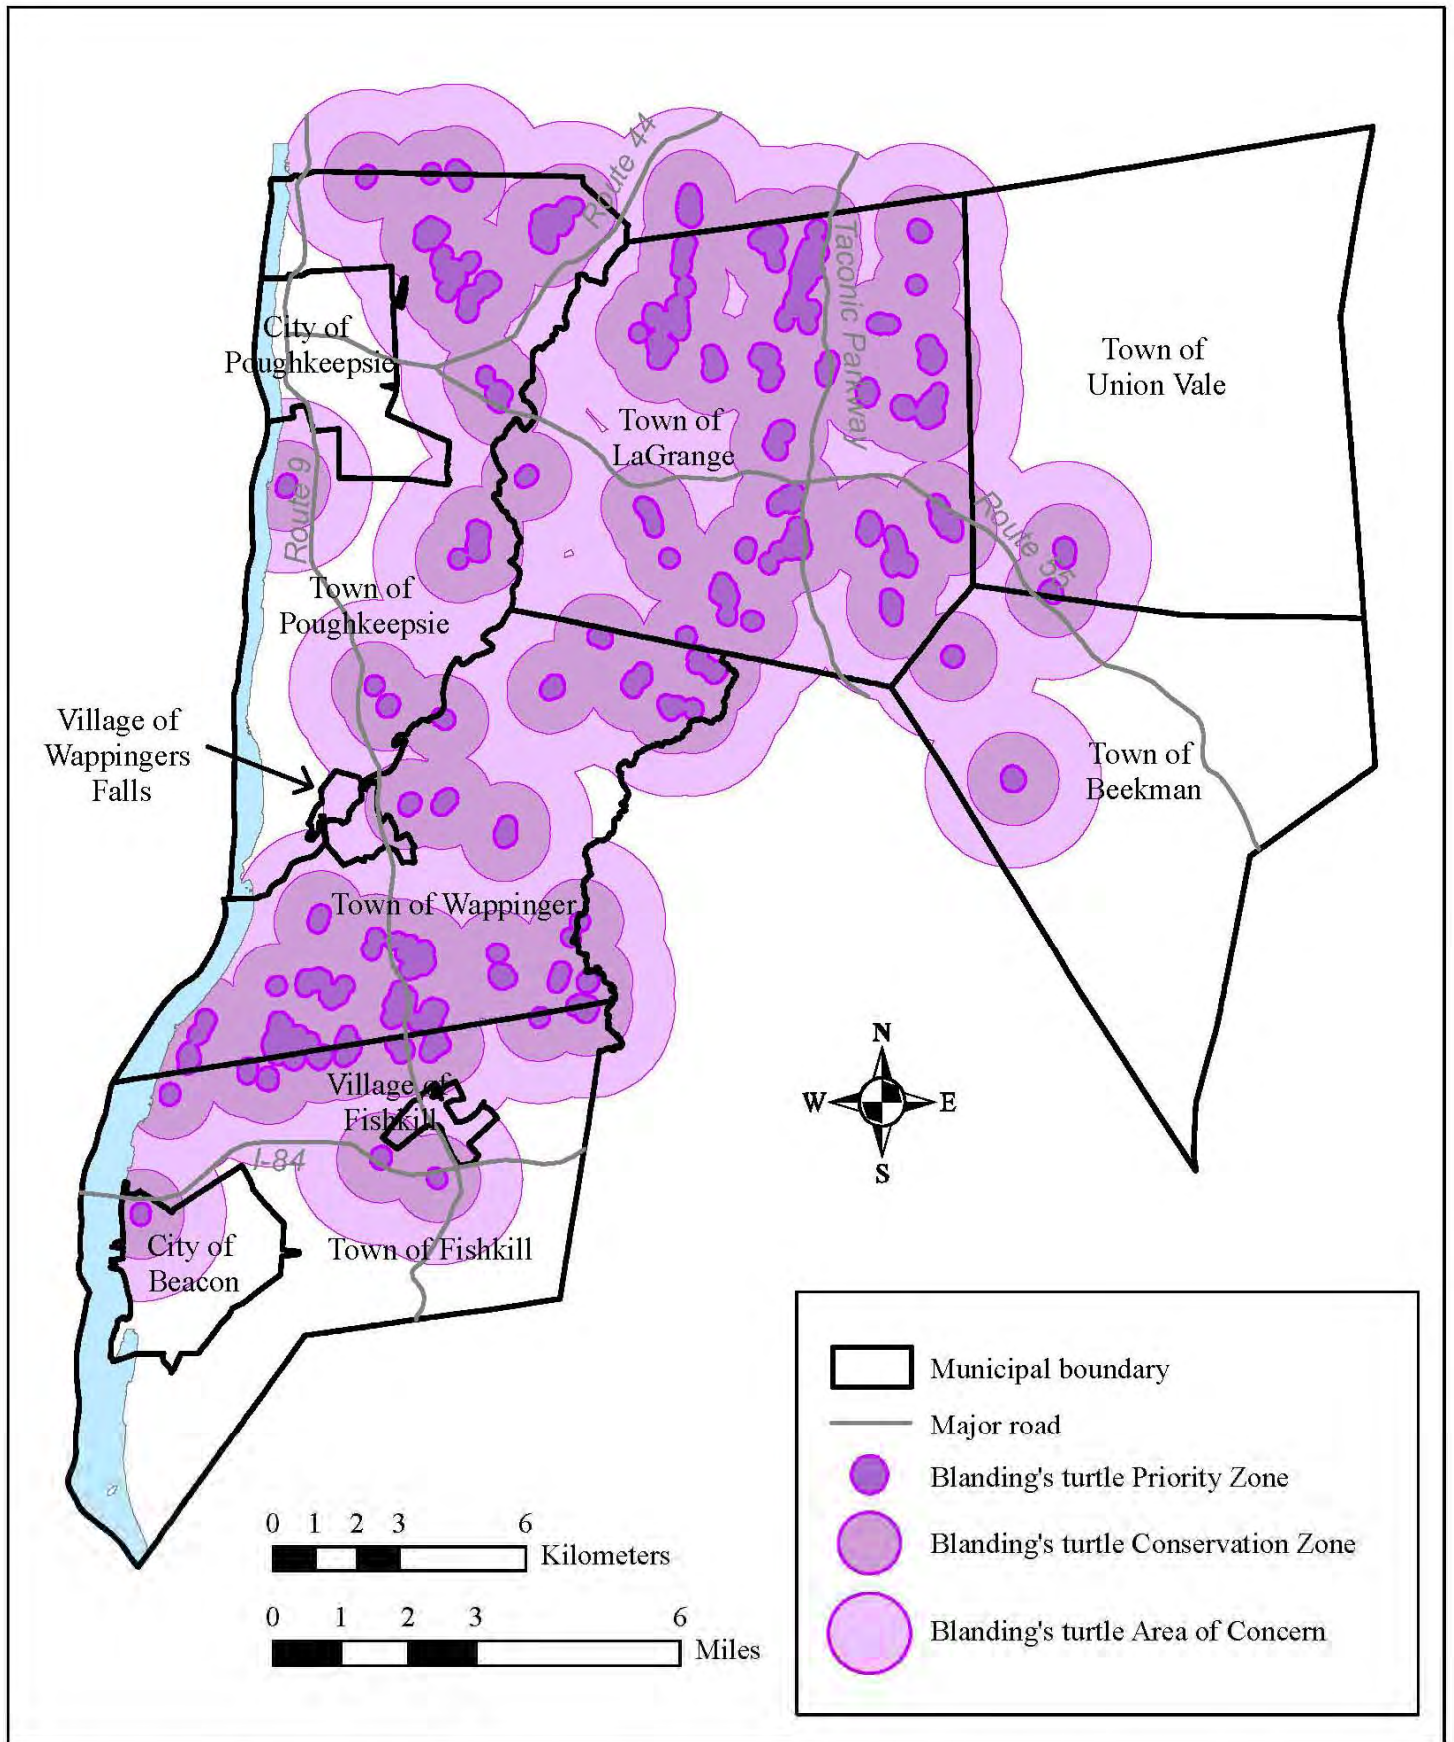 Route 44
Taconic Parkway
City of
Poughkeepsie
Town of
Union Vale
Town of
LaGrange
Route 9
Route 55
Town of
Poughkeepsie
Village of
Wappingers
Falls
Town of
Beekman
Town of Wappinger
N
W
E
S
Village of
Fishkill
I-84
City of
Beacon
Town of Fishkill
Municipal boundary
Major road
Blanding's turtle Priority Zone
Blanding's turtle Conservation Zone
Blanding's turtle Area of Concern
0 1 2 3 6
Kilometers
0 1 2 3 6
Miles